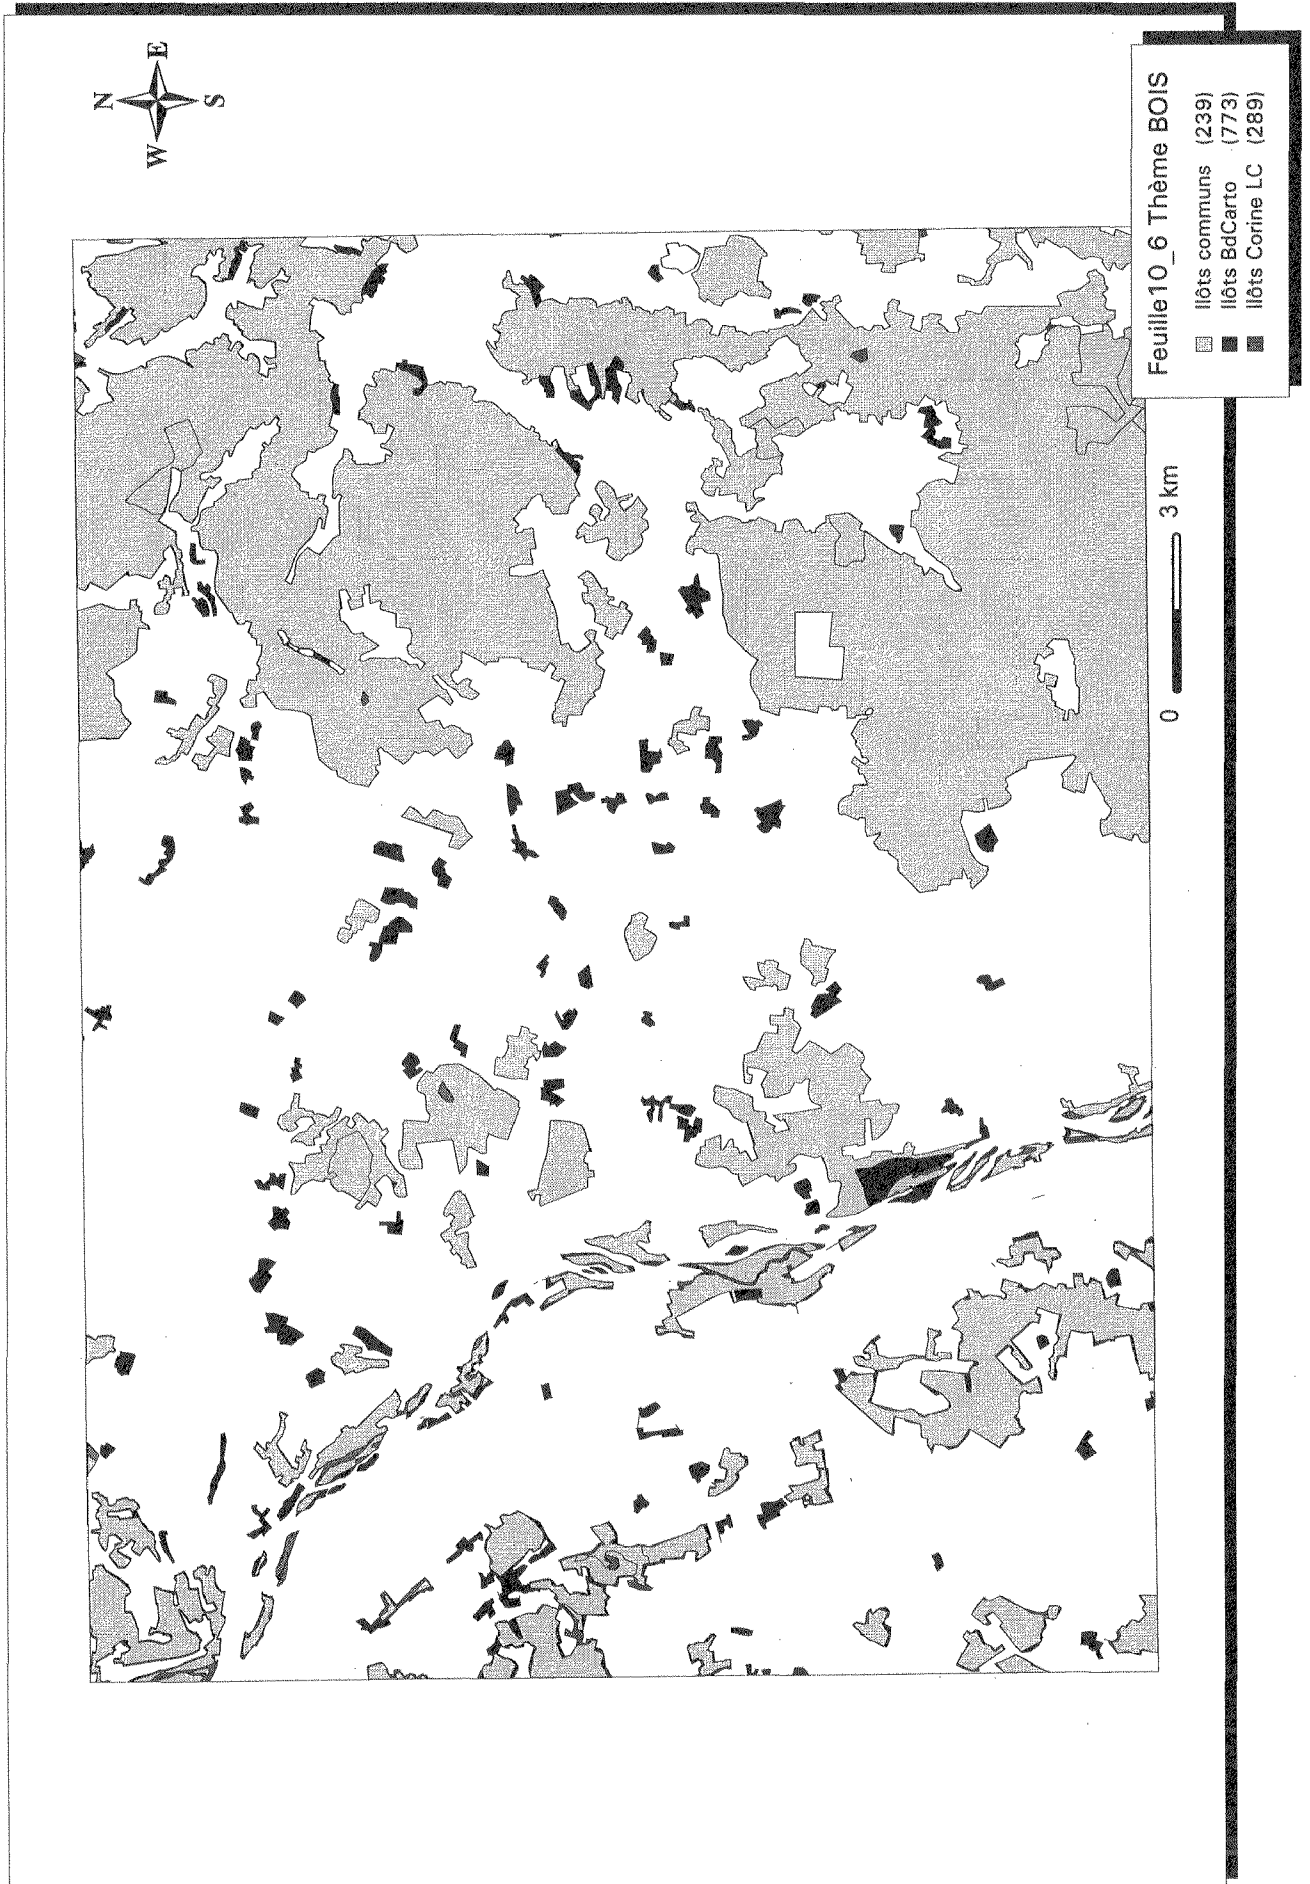 N
E
W
S
Feuille10_6 Thème BOIS
Ilôts communs (239)
Ilôts BdCarto (773)
Ilôts Corine LC (289)
0 3 km